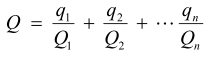 Q = q₁/Q₁ + q₂/Q₂ + ⋯ qₙ/Qₙ